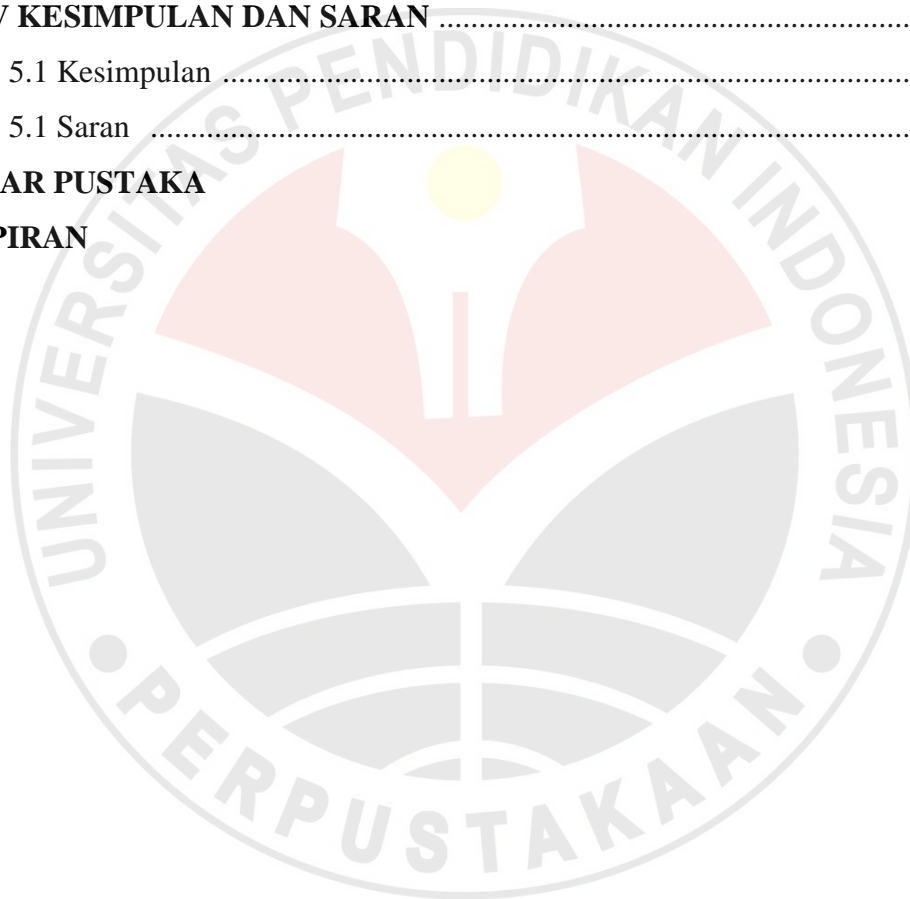 V KESIMPULAN DAN SARAN ........................................................................
5.1 Kesimpulan ........................................................................................
5.1 Saran ........................................................................................
AR PUSTAKA
PIRAN
UNIVERSITAS PENDIDIKAN INDONESIA
PERPUSTAKAAN